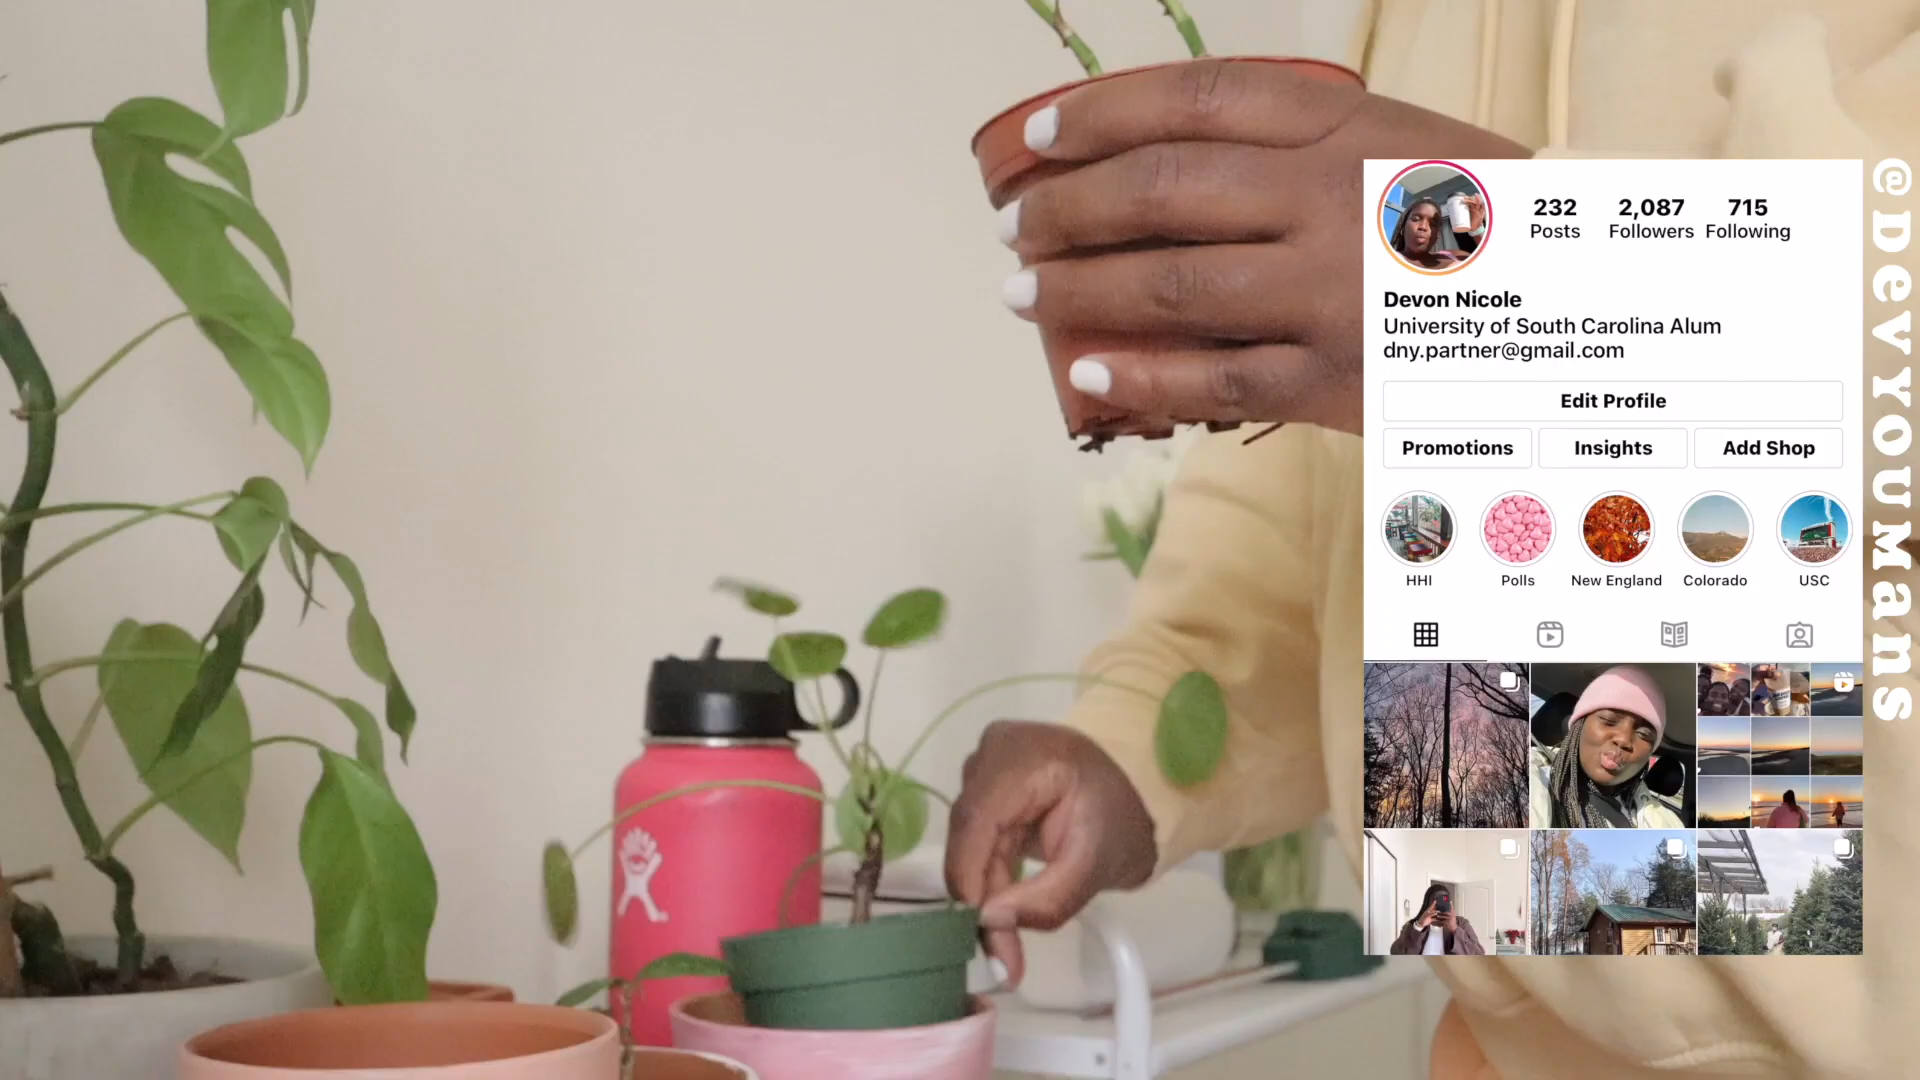 232 2,087 715
Posts Followers Following
Devon Nicole
University of South Carolina Alum
dny.partner@gmail.com
Edit Profile
Promotions Insights Add Shop
HHI Polls New England Colorado USC
@DevYOUMans